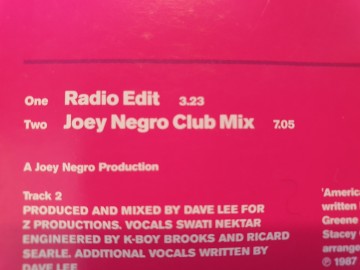 One Radio Edit 3.23
Two Joey Negro Club Mix 7.05
A Joey Negro Production
Track 2
PRODUCED AND MIXED BY DAVE LEE FOR
Z PRODUCTIONS. VOCALS SWATI NEKTAR
ENGINEERED BY K-BOY BROOKS AND RICARD
SEARLE. ADDITIONAL VOCALS WRITTEN BY
DAVE LEE
'Americ
written
Greene
Stacey
arrange
℗ 1987